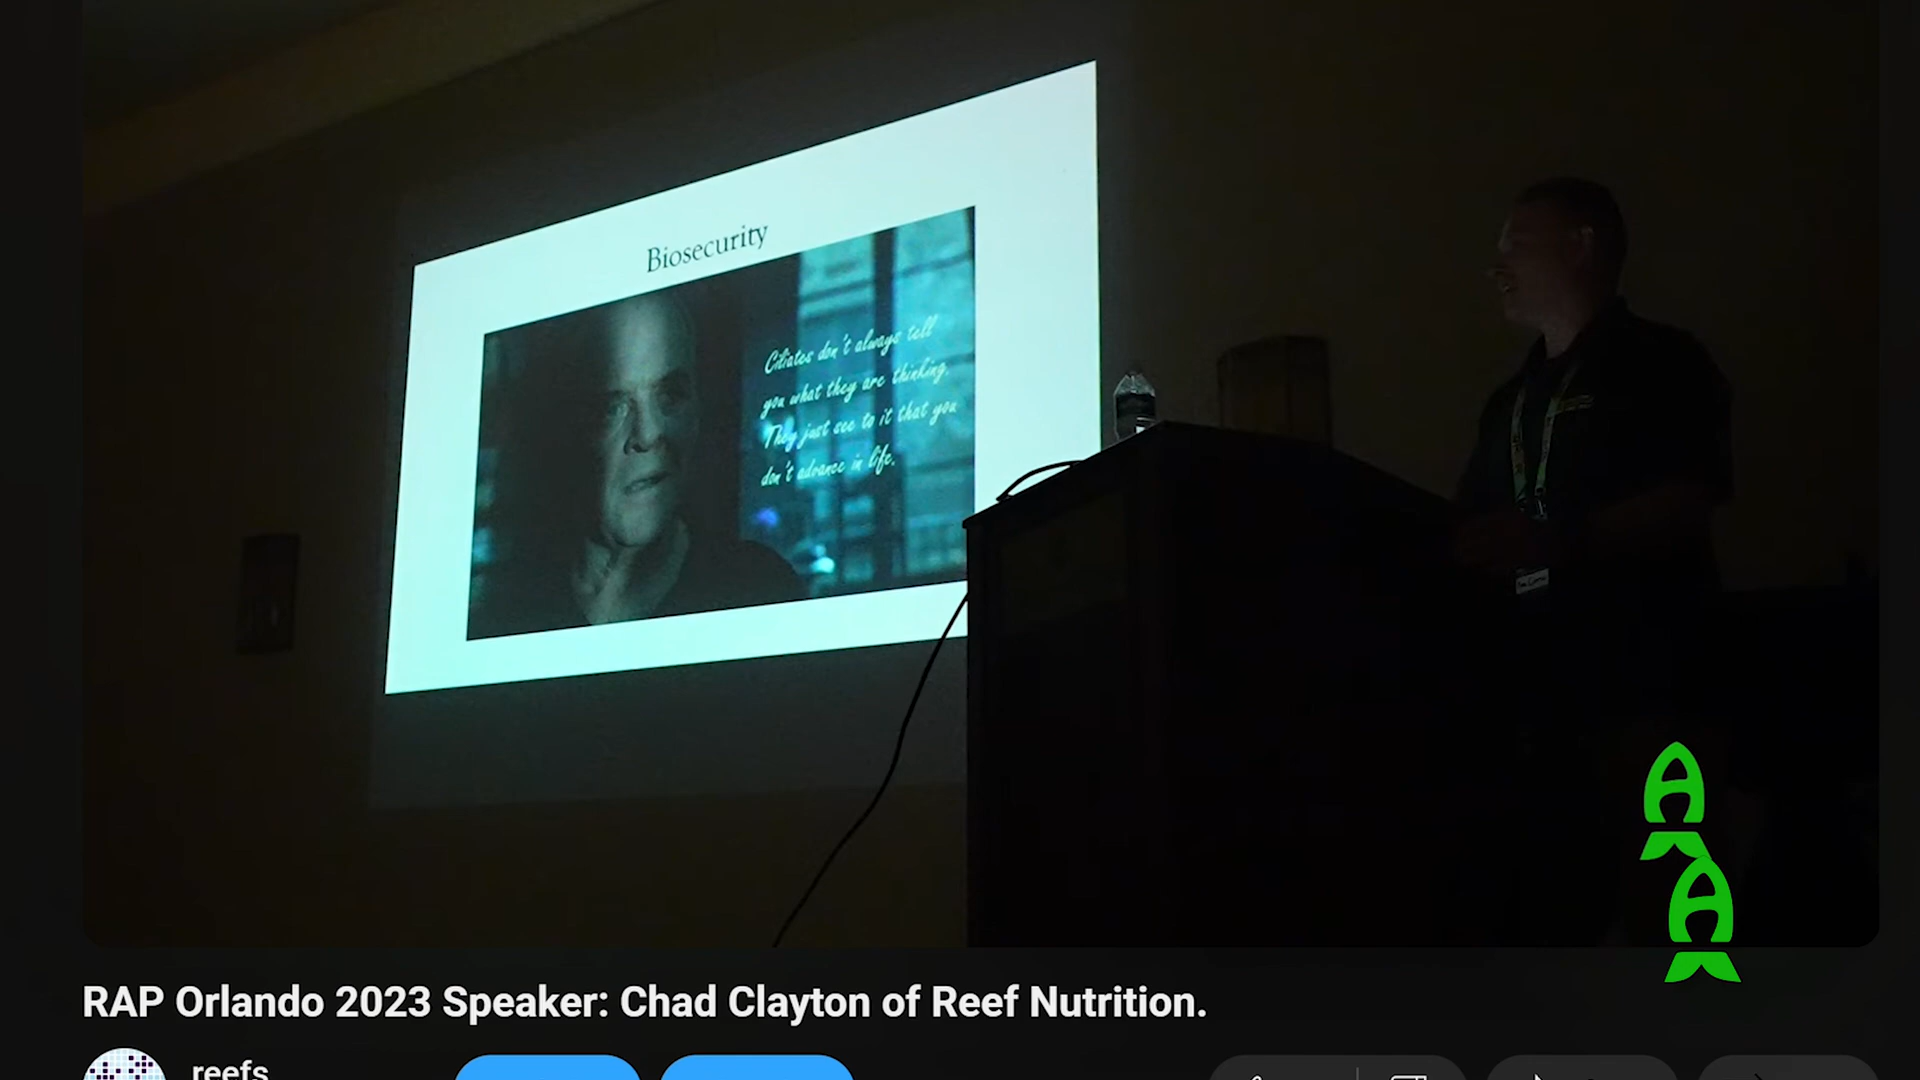 Biosecurity
Ciliates don't always tell
you what they are thinking.
They just see to it that you
don't advance in life.
RAP Orlando 2023 Speaker: Chad Clayton of Reef Nutrition.
reefs